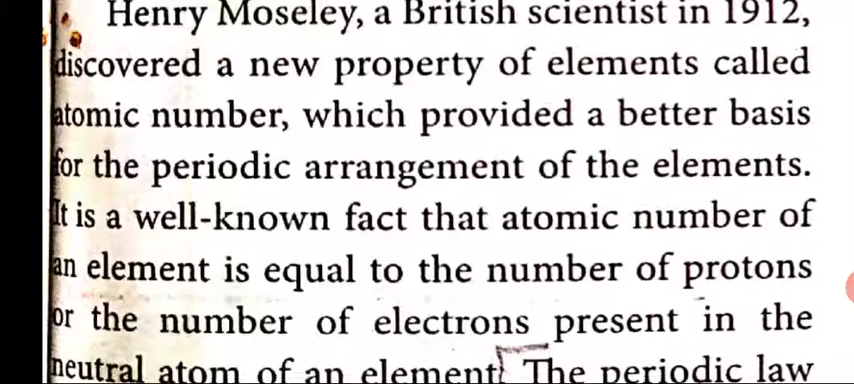 Henry Moseley, a British scientist in 1912,
discovered a new property of elements called
atomic number, which provided a better basis
for the periodic arrangement of the elements.
It is a well-known fact that atomic number of
an element is equal to the number of protons
or the number of electrons present in the
neutral atom of an element. The periodic law